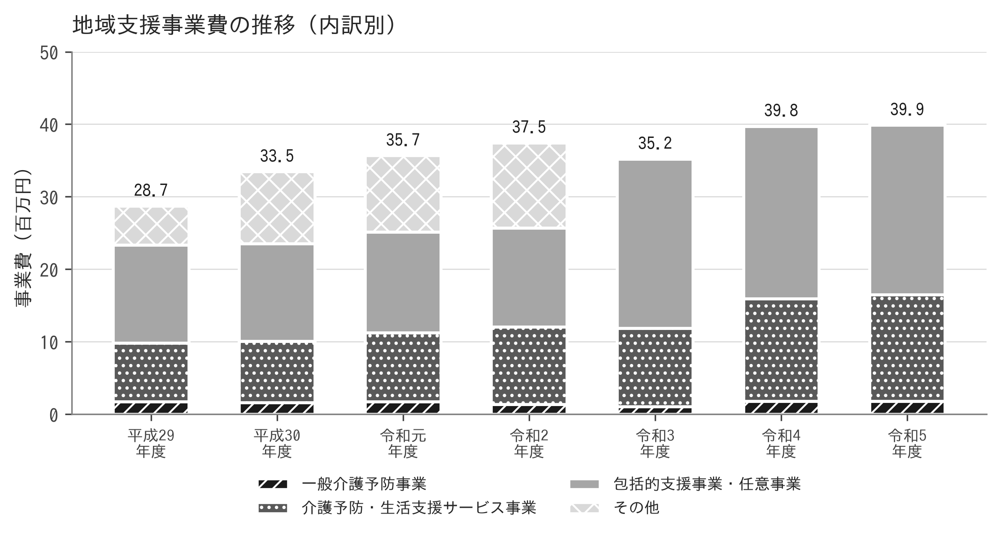 地域支援事業費の推移（内訳別）
事業費（百万円）
50
40
30
20
10
0
28.7
33.5
35.7
37.5
35.2
39.8
39.9
平成29
年度
平成30
年度
令和元
年度
令和2
年度
令和3
年度
令和4
年度
令和5
年度
一般介護予防事業
介護予防・生活支援サービス事業
包括的支援事業・任意事業
その他